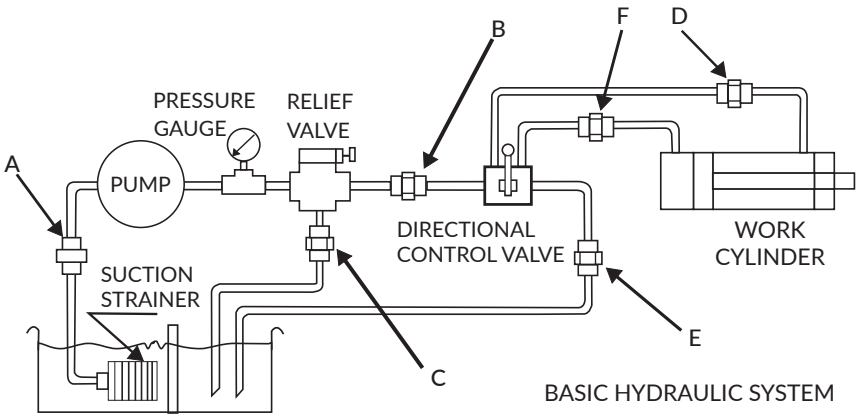 B
F
D
PRESSURE
GAUGE
RELIEF
VALVE
A
PUMP
DIRECTIONAL
CONTROL VALVE
WORK
CYLINDER
SUCTION
STRAINER
E
C
BASIC HYDRAULIC SYSTEM